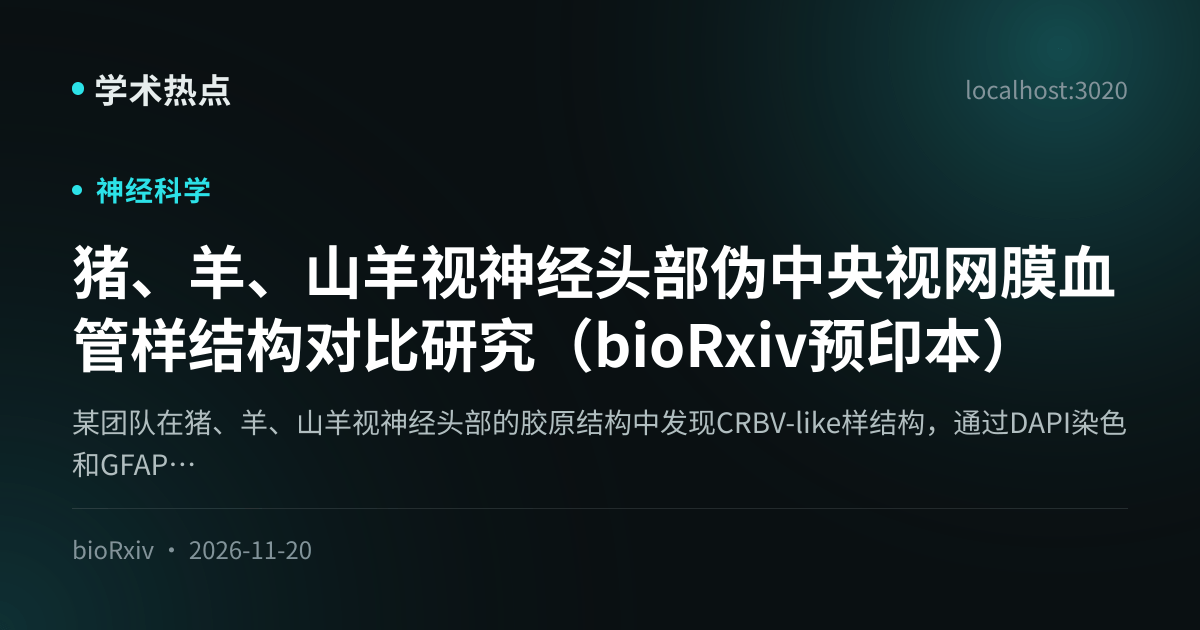 学术热点
localhost:3020
神经科学
猪、羊、山羊视神经头部伪中央视网膜血
管样结构对比研究（bioRxiv预印本）
某团队在猪、羊、山羊视神经头部的胶原结构中发现CRBV-like样结构，通过DAPI染色
和GFAP…
bioRxiv · 2026-11-20